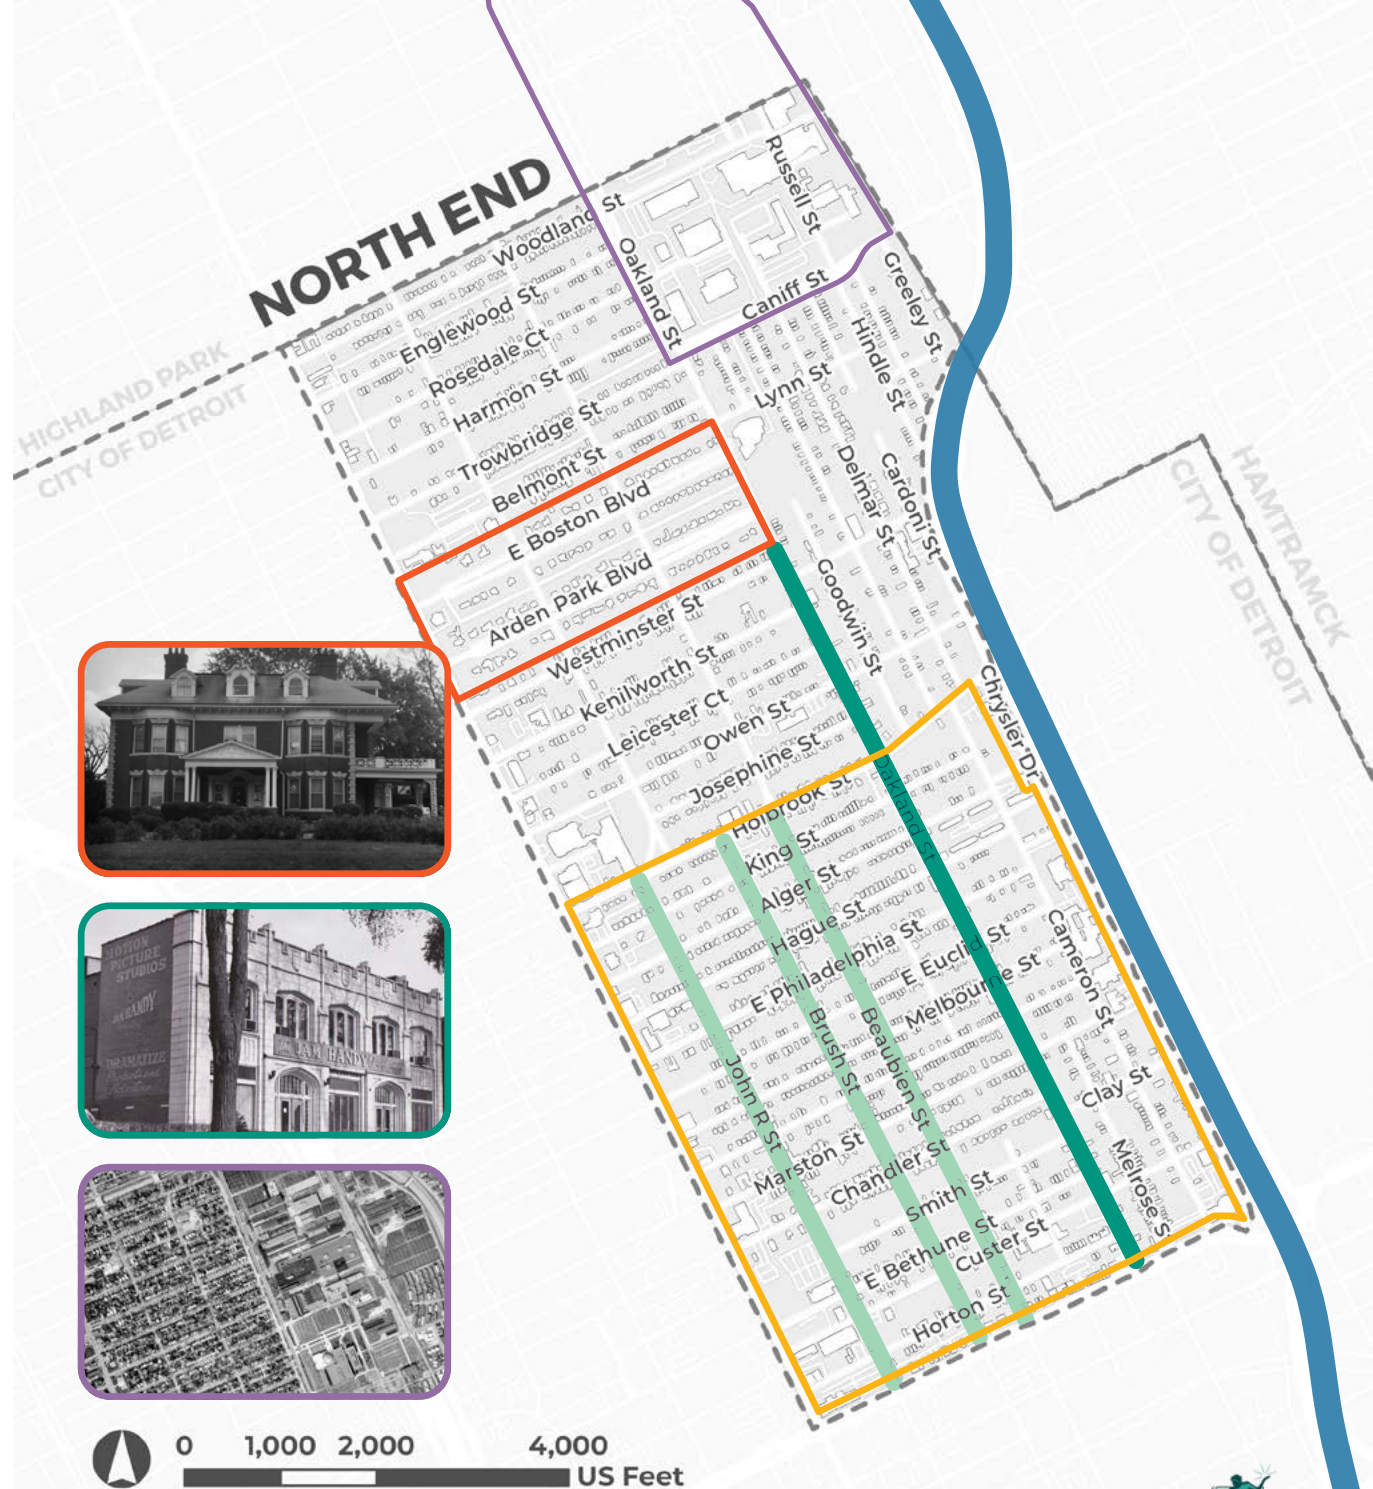 NORTH END
HIGHLAND PARK
CITY OF DETROIT
HAMTRAMCK
CITY OF DETROIT
Woodland St
Englewood St
Rosedale Ct
Harmon St
Trowbridge St
Belmont St
E Boston Blvd
Arden Park Blvd
Westminster St
Kenilworth St
Leicester Ct
Owen St
Josephine St
Holbrook St
King St
Alger St
Hague St
E Philadelphia St
E Euclid St
Melbourne St
Marston St
Chandler St
Smith St
E Bethune St
Custer St
Horton St
Clay St
Melrose St
Cameron St
Chrysler Dr.
Oakland St
Beaubien St
Brush St
John R St
Goodwin St
Delmar St
Cardoni St
Lynn St
Hindle St
Greeley St
Caniff St
Russell St
Oakland St
MOTION
PICTURE
STUDIOS
JAM HANDY
DRAMATIZE
JAM HANDY
0 1,000 2,000 4,000
US Feet